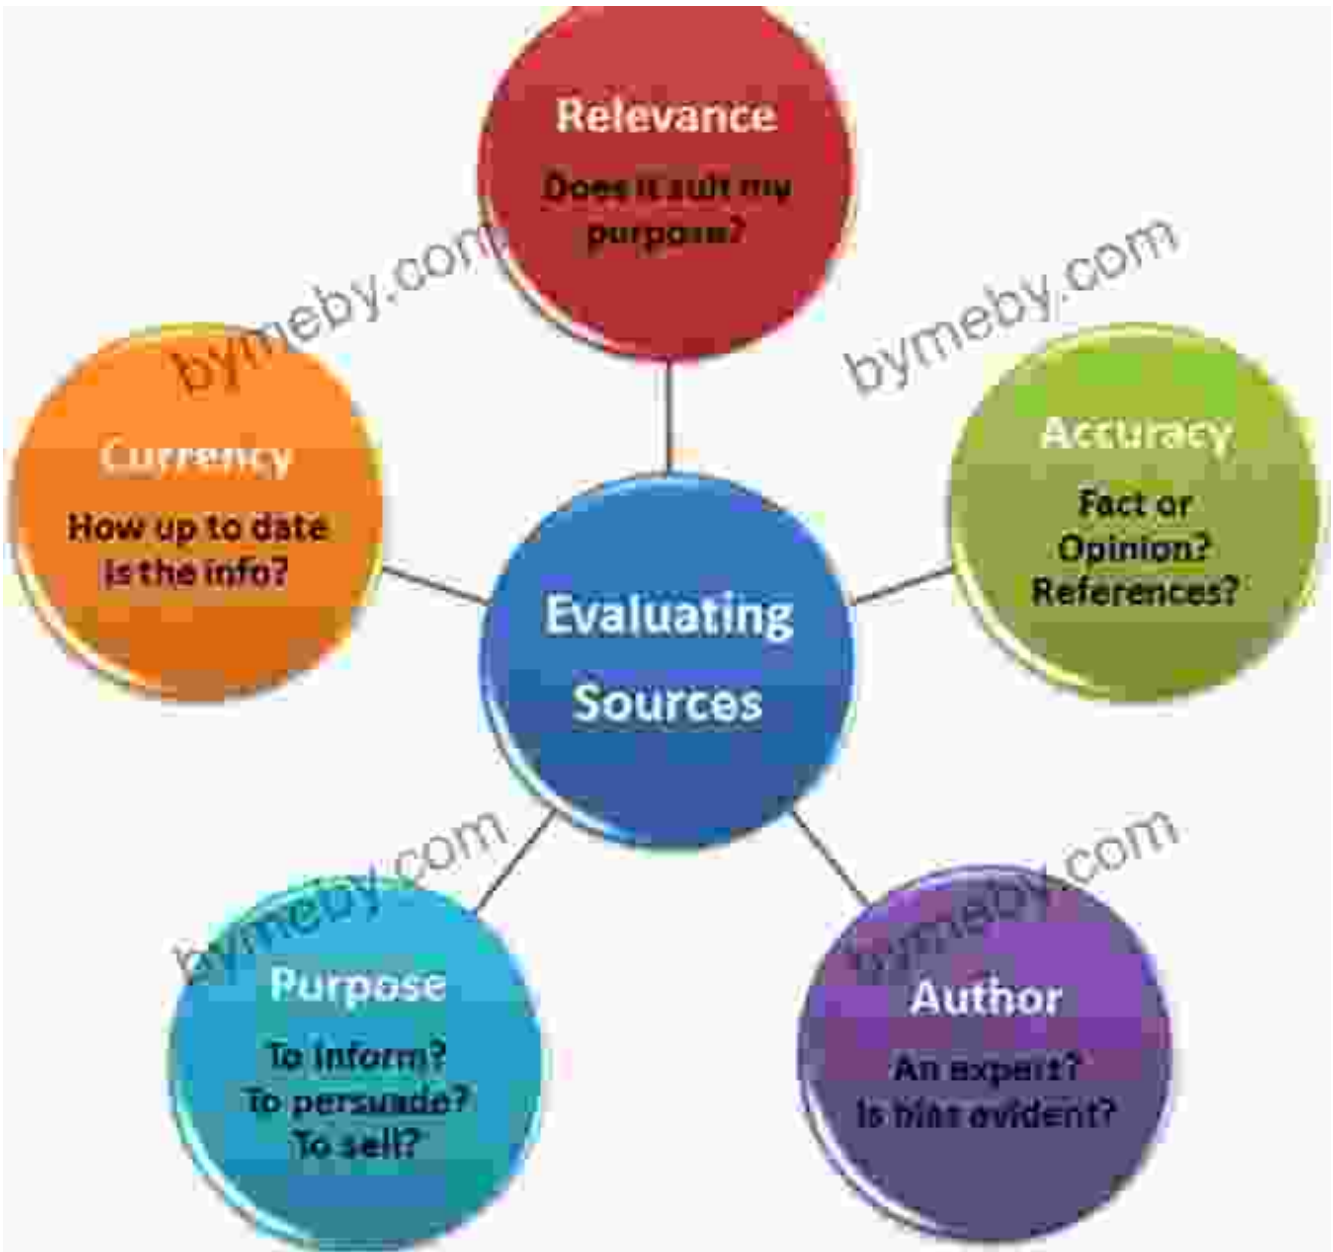 Relevance
Does it suit my
purpose?
bymeby.com
bymeby.com
Currency
How up to date
is the info?
Accuracy
Fact or
Opinion?
References?
Evaluating
Sources
bymeby.com
bymeby.com
Purpose
To inform?
To persuade?
To sell?
Author
An expert?
Is bias evident?